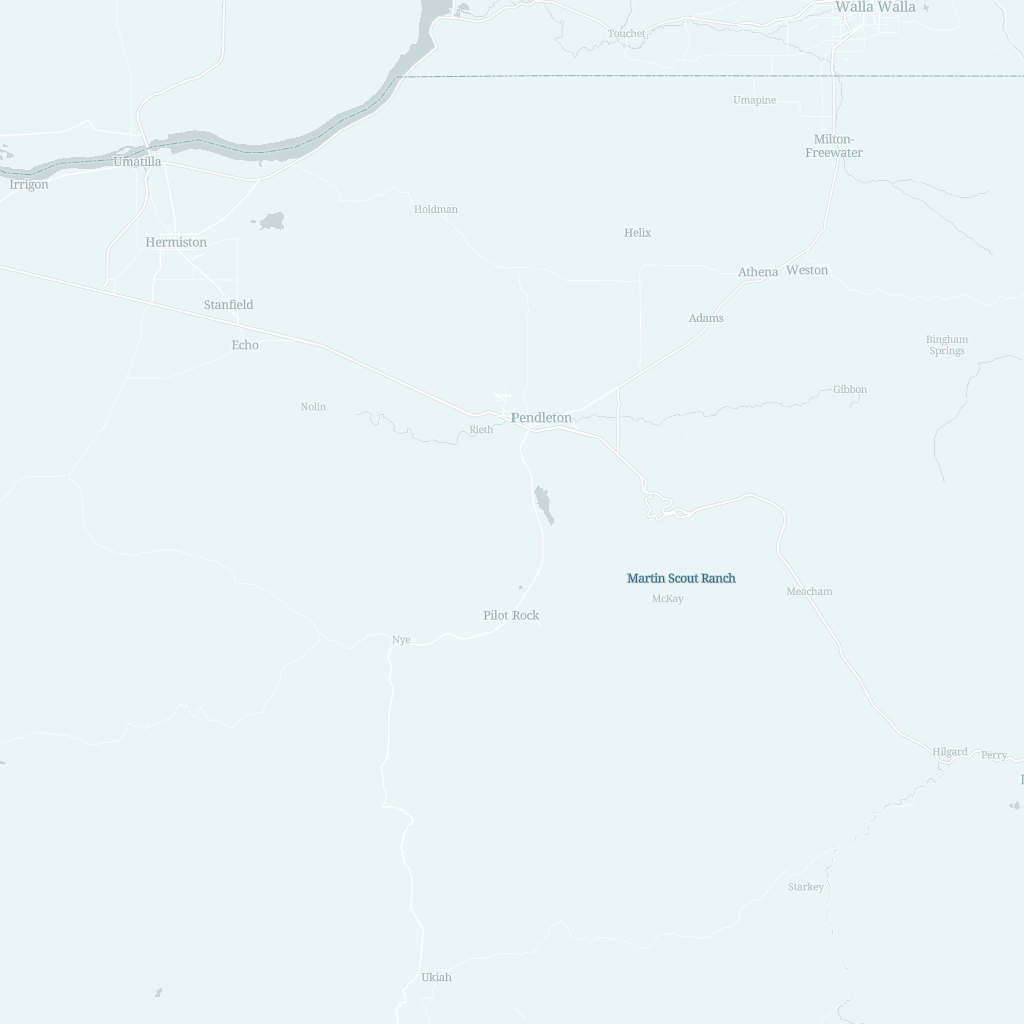 Walla Walla
Touchet
Umapine
Milton-
Freewater
Umatilla
Irrigon
Holdman
Helix
Hermiston
Athena
Weston
Stanfield
Adams
Echo
Bingham
Springs
Gibbon
Nolin
Pendleton
Rieth
Martin Scout Ranch
McKay
Meacham
Pilot Rock
Nye
Hilgard
Perry
Starkey
Ukiah